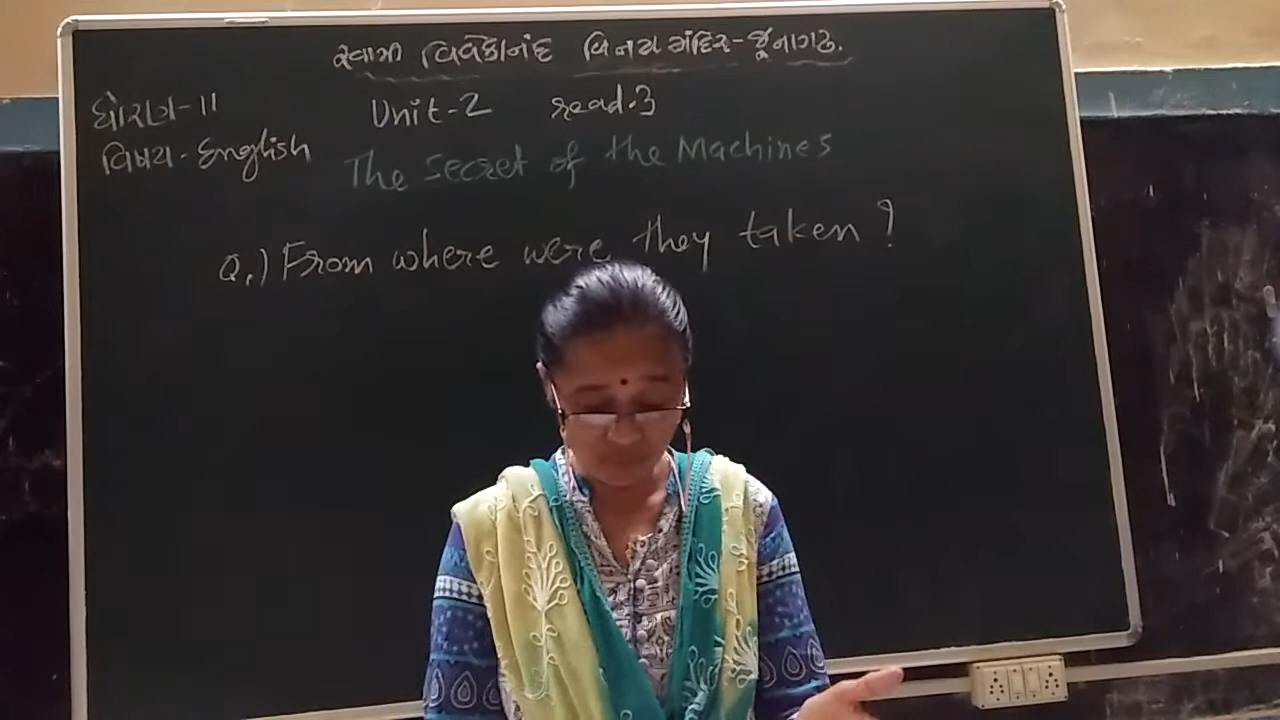 સ્વામી વિવેકાનંદ વિનય મંદિર - જૂનાગઢ.
ધોરણ - 11
Unit-2 read.3
વિષય - English
The Secret of the Machines
Q.) From where were they taken?